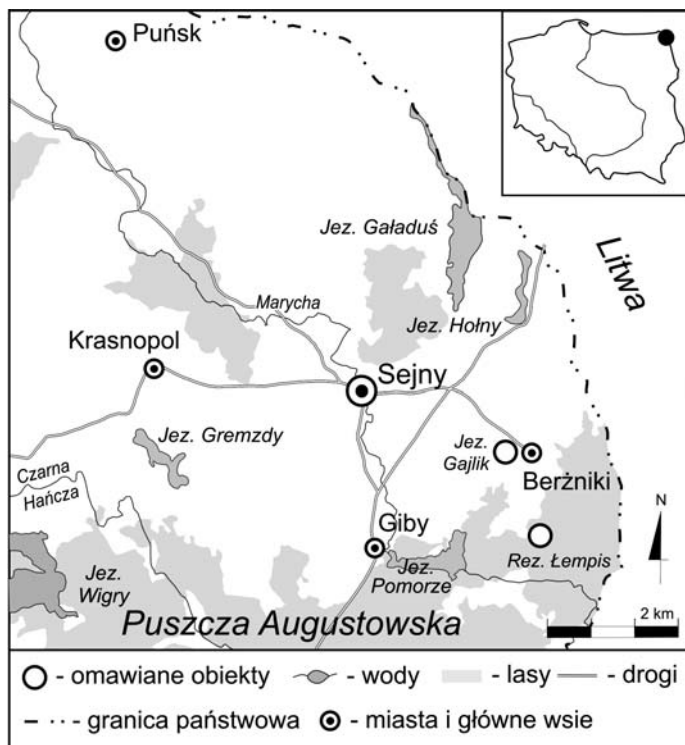 Puńsk
Jez. Gaładuś
Litwa
Marycha
Jez. Hołny
Krasnopol
Sejny
Jez. Gremzdy
Jez.
Gajlik
Berżniki
Czarna
Hańcza
Giby
N
Jez.
Wigry
Jez.
Pomorze
Rez. Łempis
Puszcza Augustowska
2 km
- omawiane obiekty
- wody
- lasy
- drogi
- granica państwowa
- miasta i główne wsie